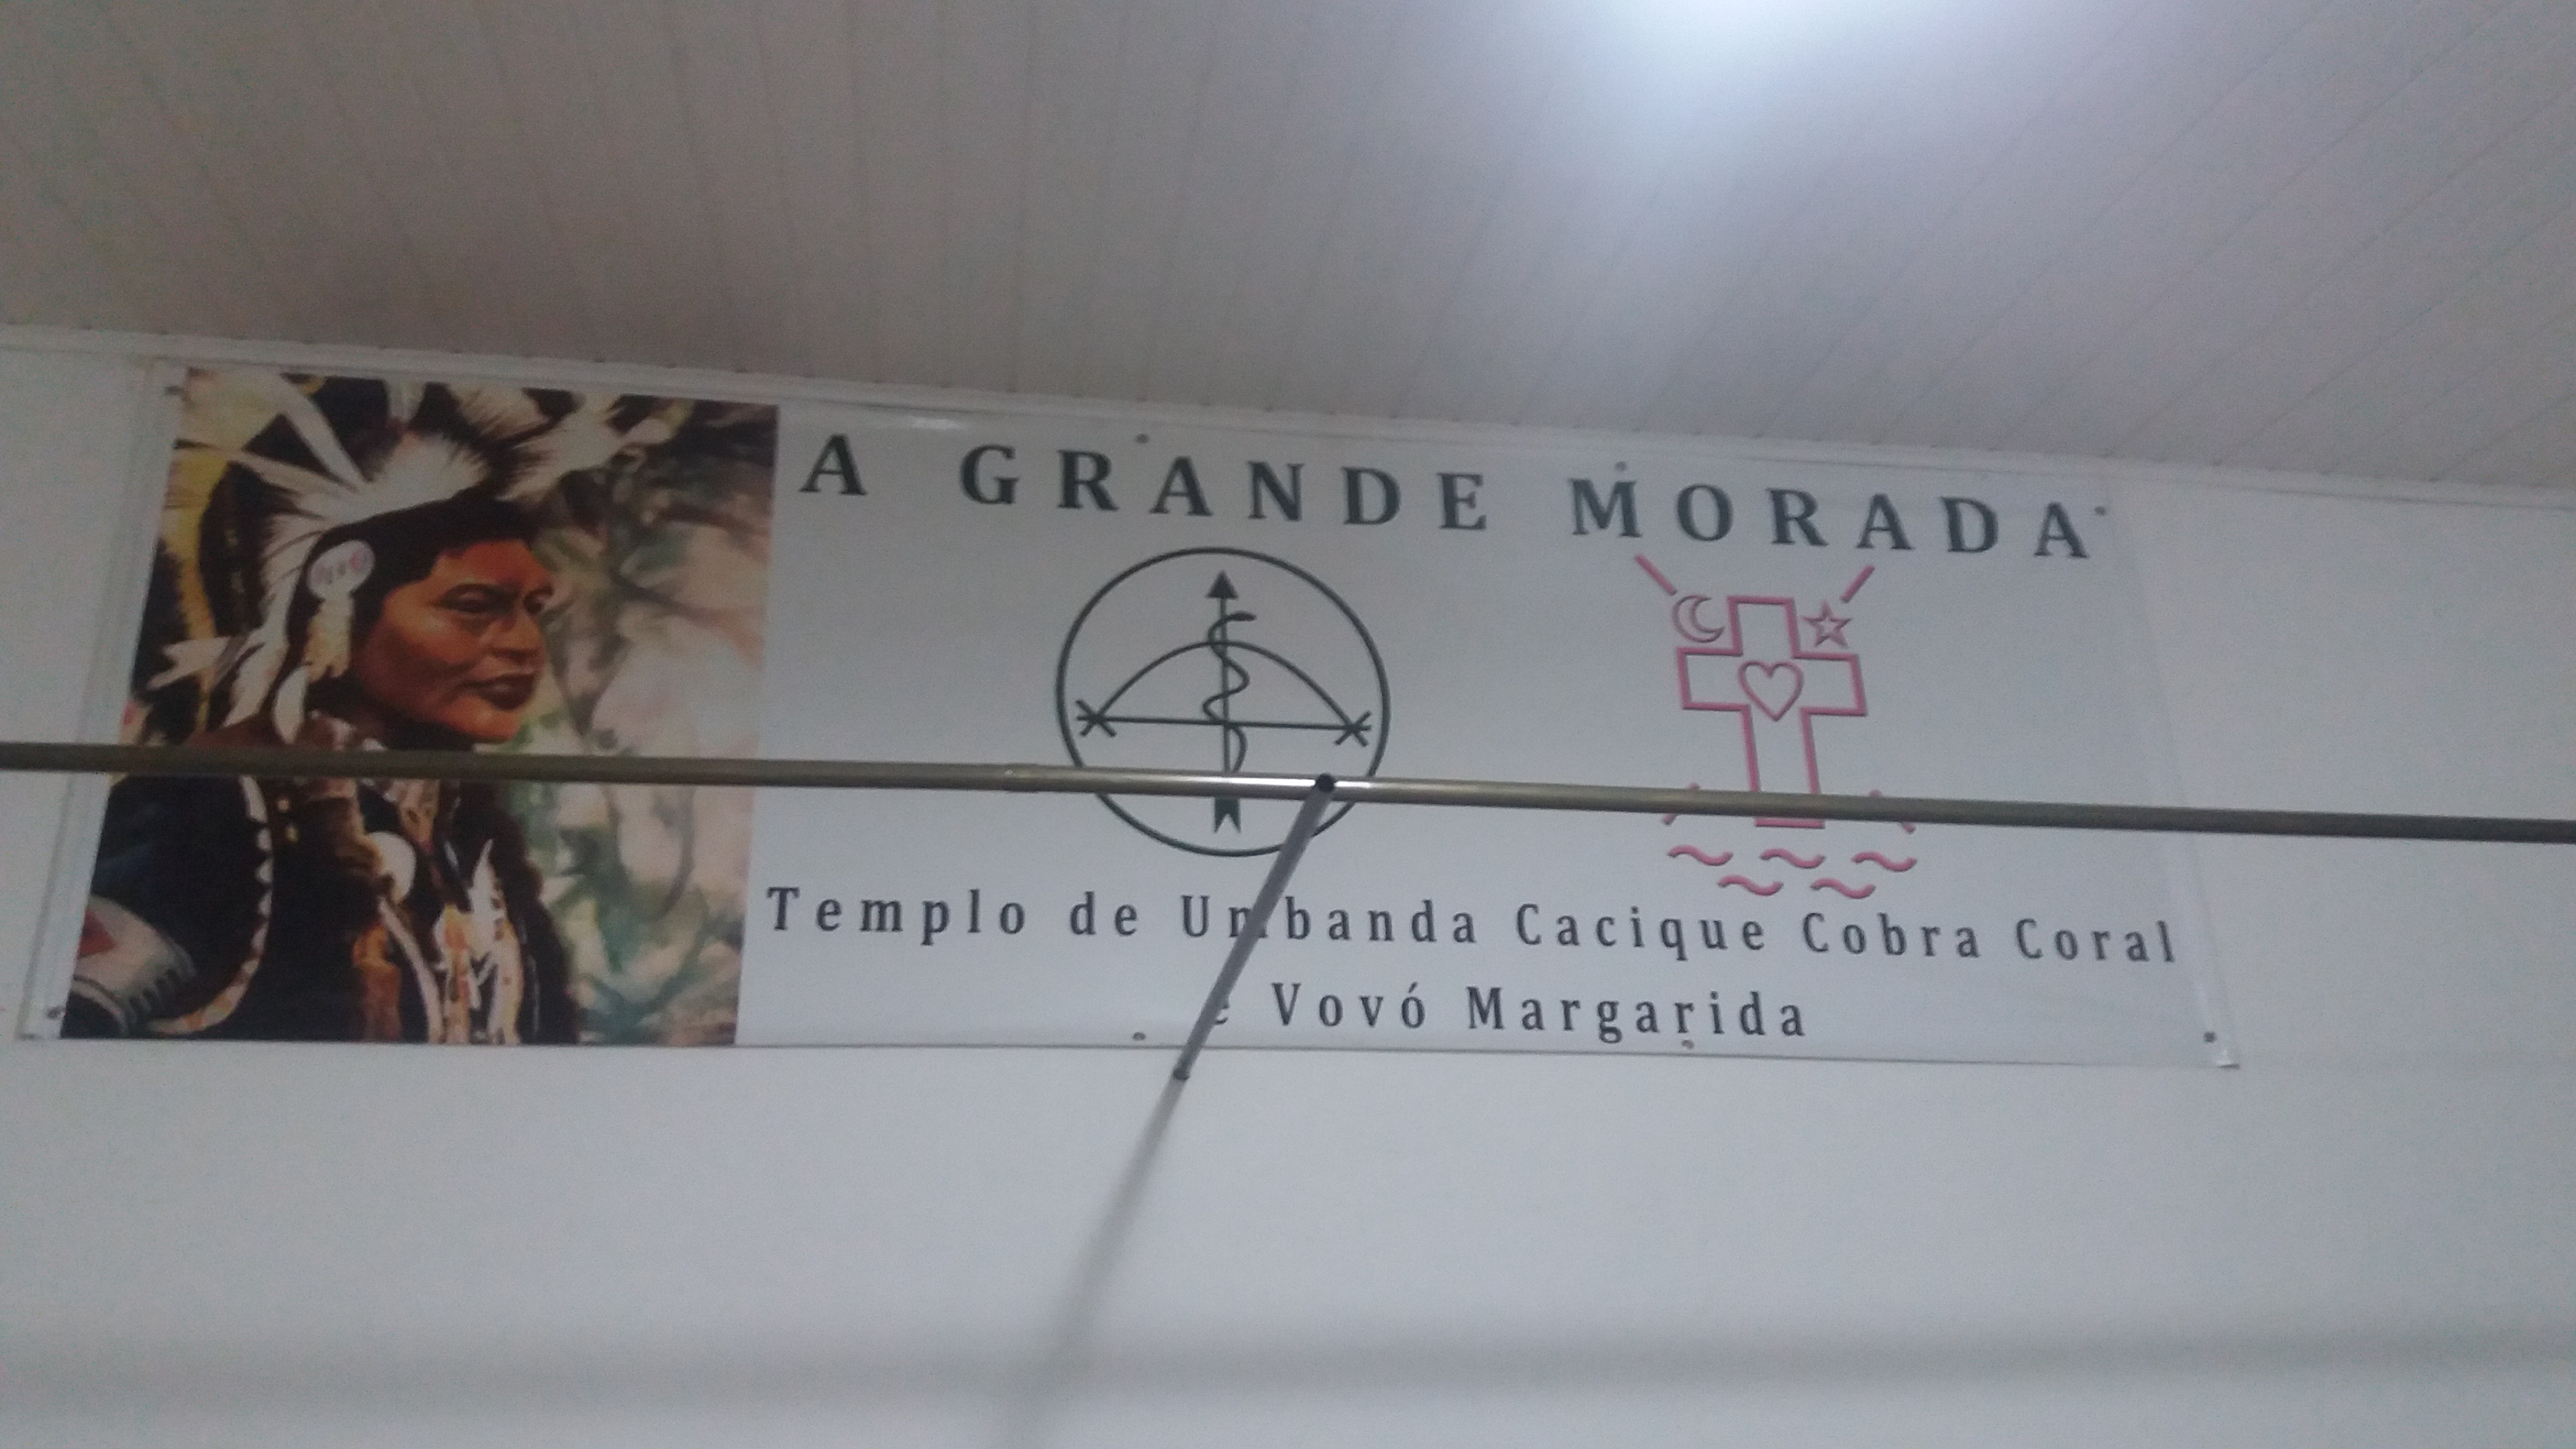 A GRANDE MORADA
Templo de Umbanda Cacique Cobra Coral
e Vovó Margarida